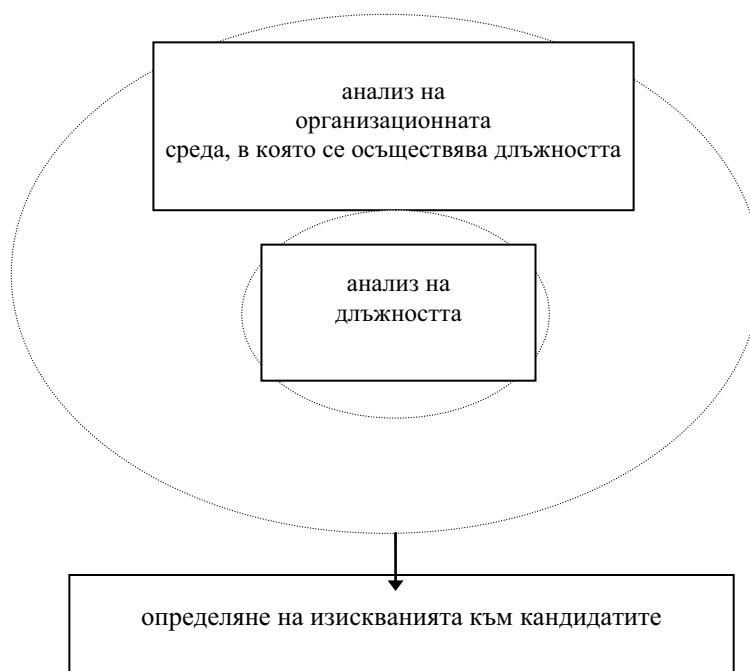 анализ на
организационната
среда, в която се осъществява длъжността
анализ на
длъжността
определяне на изискванията към кандидатите